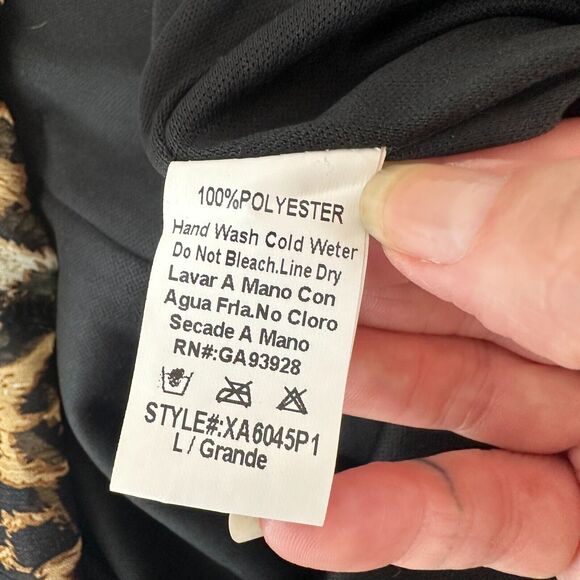 100%POLYESTER
Hand Wash Cold Weter
Do Not Bleach.Line Dry
Lavar A Mano Con
Agua Frla.No Cloro
Secade A Mano
RN#:GA93928
STYLE#:XA6045P1
L / Grande